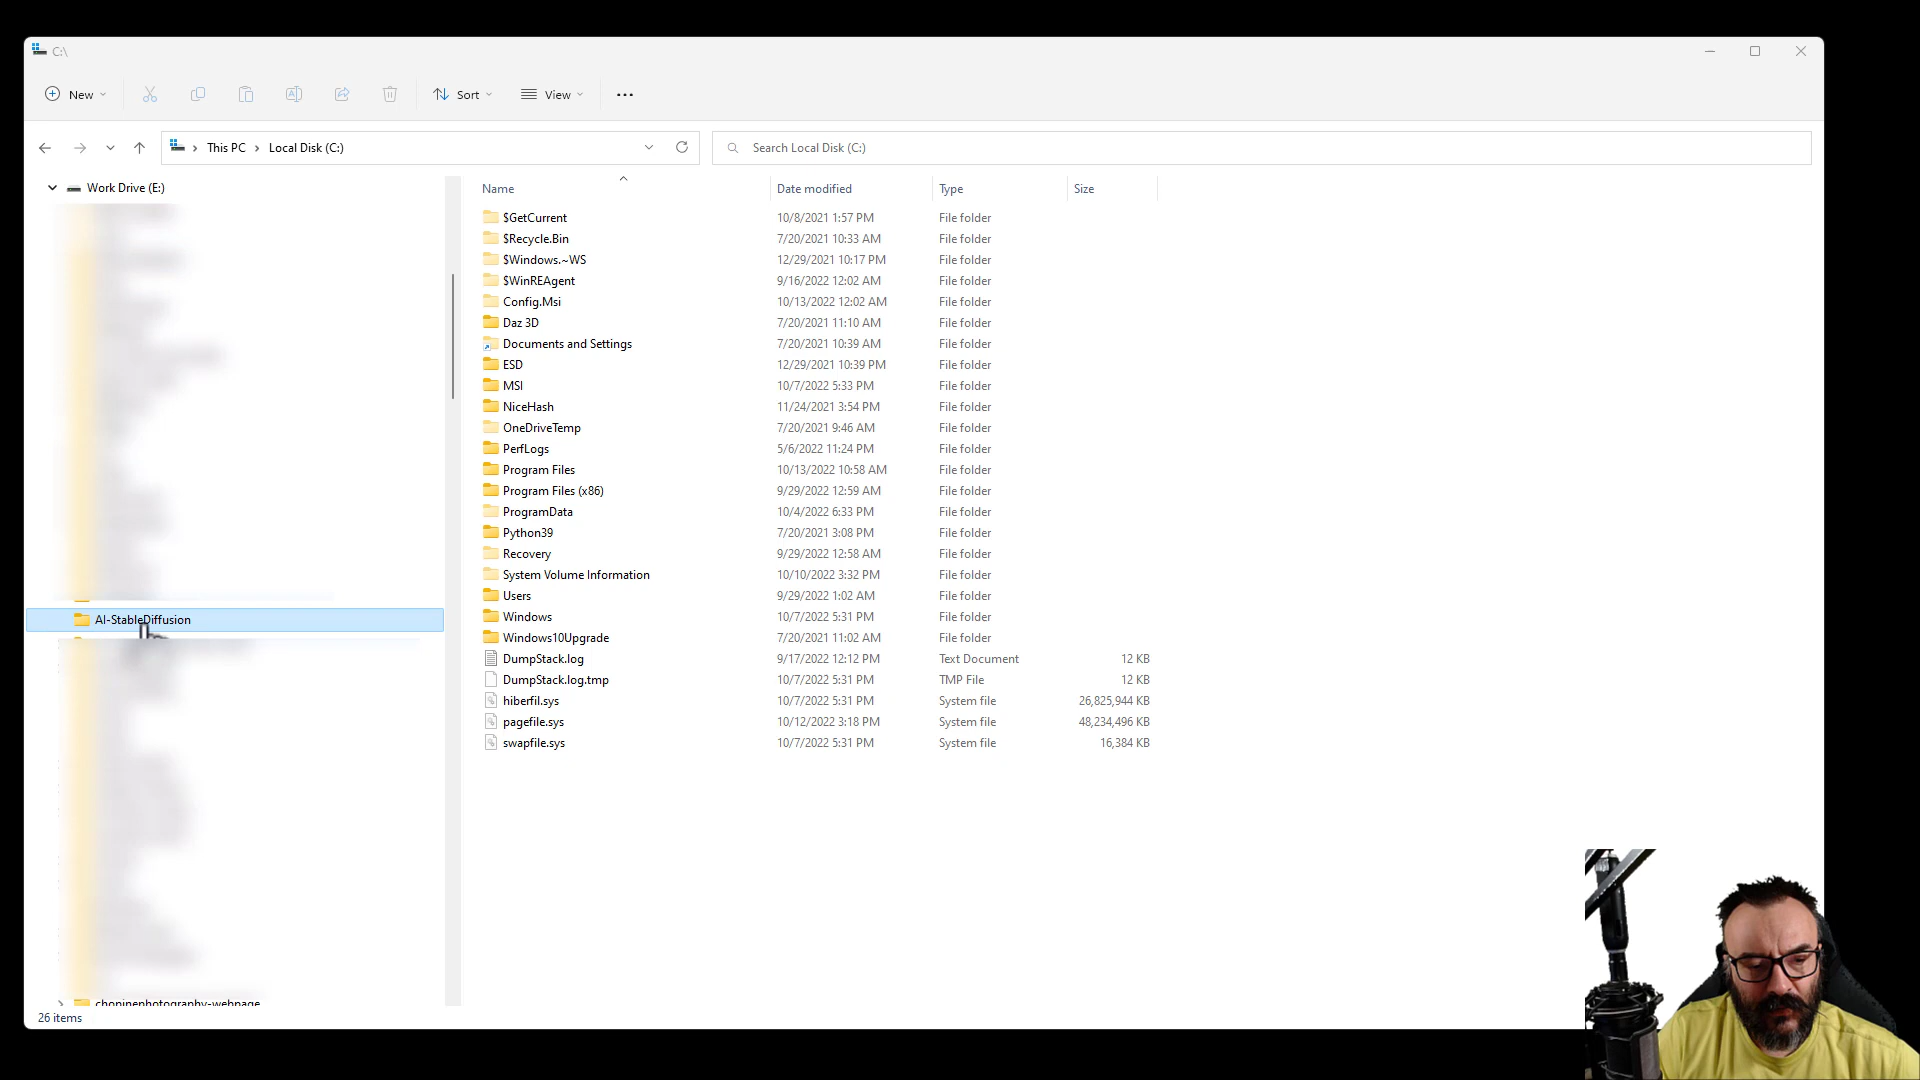 C:\
New
Sort
View
This PC
Local Disk (C:)
Search Local Disk (C:)
Work Drive (E:)
AI-StableDiffusion
chopinephotography-webpage
Name Date modified Type Size
$GetCurrent 10/8/2021 1:57 PM File folder
$Recycle.Bin 7/20/2021 10:33 AM File folder
$Windows.~WS 12/29/2021 10:17 PM File folder
$WinREAgent 9/16/2022 12:02 AM File folder
Config.Msi 10/13/2022 12:02 AM File folder
Daz 3D 7/20/2021 11:10 AM File folder
Documents and Settings 7/20/2021 10:39 AM File folder
ESD 12/29/2021 10:39 PM File folder
MSI 10/7/2022 5:33 PM File folder
NiceHash 11/24/2021 3:54 PM File folder
OneDriveTemp 7/20/2021 9:46 AM File folder
PerfLogs 5/6/2022 11:24 PM File folder
Program Files 10/13/2022 10:58 AM File folder
Program Files (x86) 9/29/2022 12:59 AM File folder
ProgramData 10/4/2022 6:33 PM File folder
Python39 7/20/2021 3:08 PM File folder
Recovery 9/29/2022 12:58 AM File folder
System Volume Information 10/10/2022 3:32 PM File folder
Users 9/29/2022 1:02 AM File folder
Windows 10/7/2022 5:31 PM File folder
Windows10Upgrade 7/20/2021 11:02 AM File folder
DumpStack.log 9/17/2022 12:12 PM Text Document 12 KB
DumpStack.log.tmp 10/7/2022 5:31 PM TMP File 12 KB
hiberfil.sys 10/7/2022 5:31 PM System file 26,825,944 KB
pagefile.sys 10/12/2022 3:18 PM System file 48,234,496 KB
swapfile.sys 10/7/2022 5:31 PM System file 16,384 KB
26 items